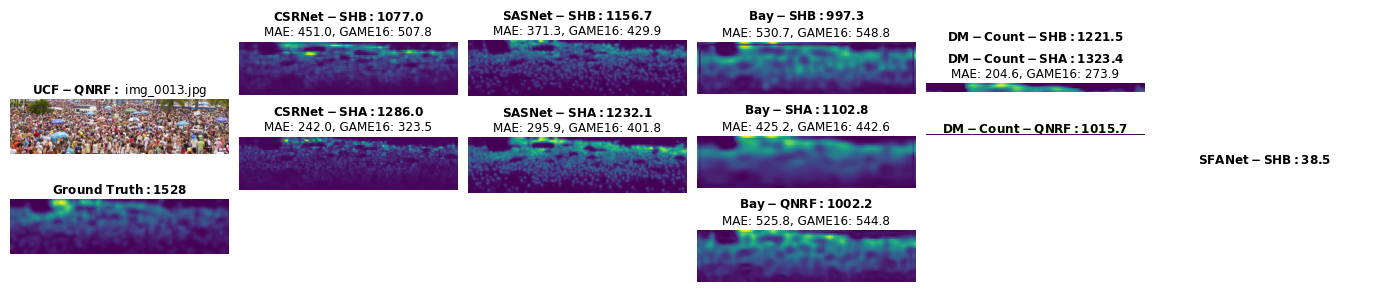 UCF − QNRF: img_0013.jpg
Ground Truth: 1528
CSRNet − SHB: 1077.0
MAE: 451.0, GAME16: 507.8
CSRNet − SHA: 1286.0
MAE: 242.0, GAME16: 323.5
SASNet − SHB: 1156.7
MAE: 371.3, GAME16: 429.9
SASNet − SHA: 1232.1
MAE: 295.9, GAME16: 401.8
Bay − SHB: 997.3
MAE: 530.7, GAME16: 548.8
Bay − SHA: 1102.8
MAE: 425.2, GAME16: 442.6
Bay − QNRF: 1002.2
MAE: 525.8, GAME16: 544.8
DM − Count − SHB: 1221.5
DM − Count − SHA: 1323.4
MAE: 204.6, GAME16: 273.9
DM − Count − QNRF: 1015.7
SFANet − SHB: 38.5